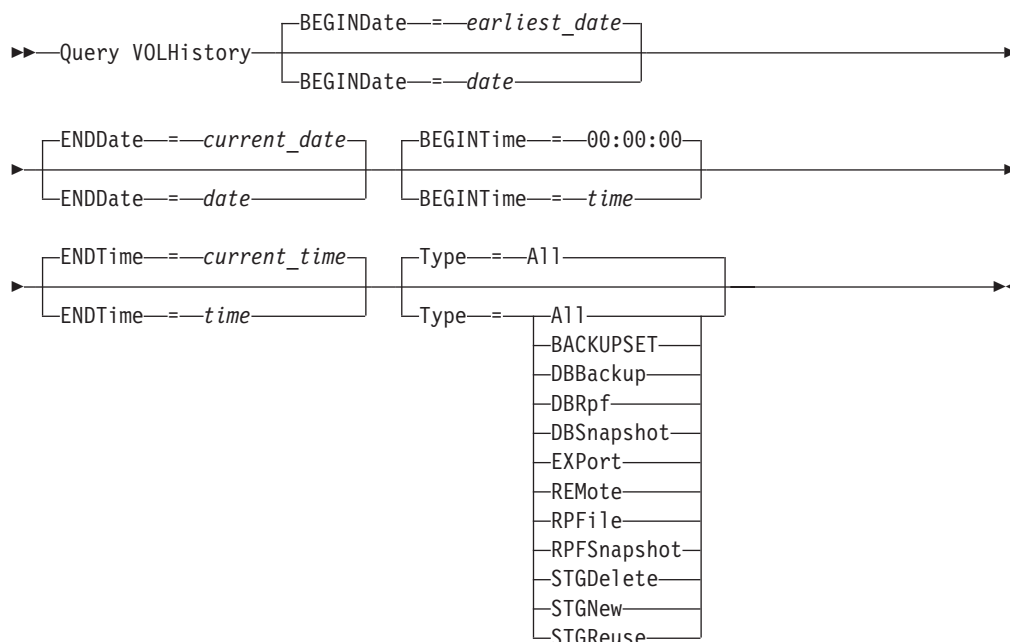 BEGINDate = earliest_date
Query VOLHistory
BEGINDate = date
ENDDate = current_date BEGINTime = 00:00:00
ENDDate = date BEGINTime = time
ENDTime = current_time Type = All
ENDTime = time Type = All
BACKUPSET
DBBackup
DBRpf
DBSnapshot
EXPort
REMote
RPFile
RPFSnapshot
STGDelete
STGNew
STGReuse